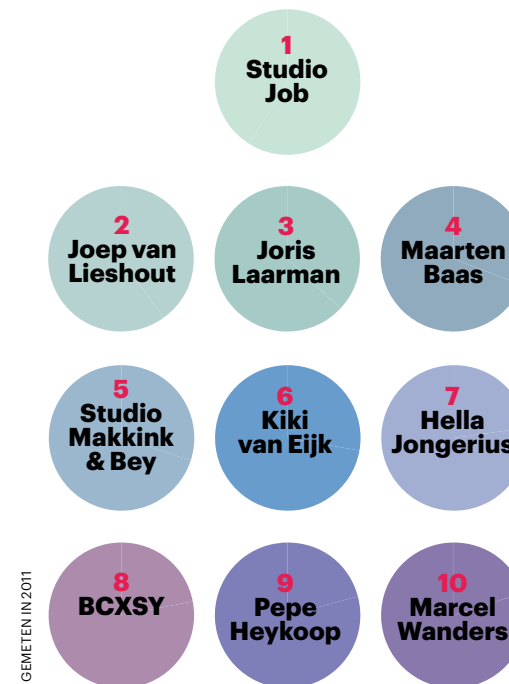 1
Studio
Job
2
Joep van
Lieshout
3
Joris
Laarman
4
Maarten
Baas
5
Studio
Makkink
& Bey
6
Kiki
van Eijk
7
Hella
Jongerius
8
BCXSY
9
Pepe
Heykoop
10
Marcel
Wanders
GEMETEN IN 2011